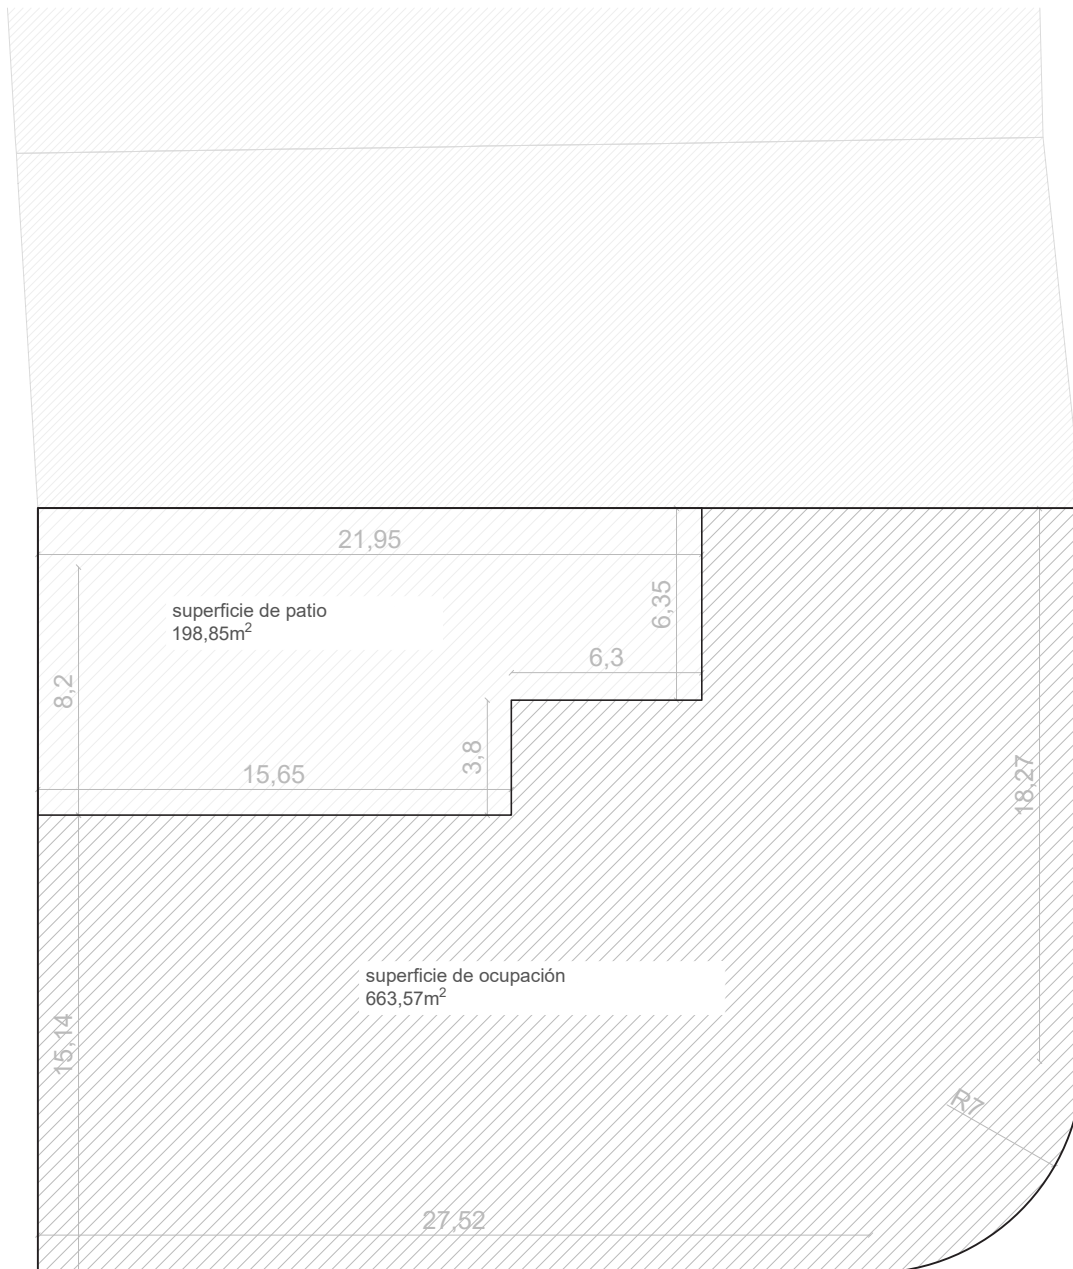 21,95
6,35
superficie de patio
198,85m²
6,3
8,2
3,8
15,65
18,27
superficie de ocupación
663,57m²
15,14
R7
27,52